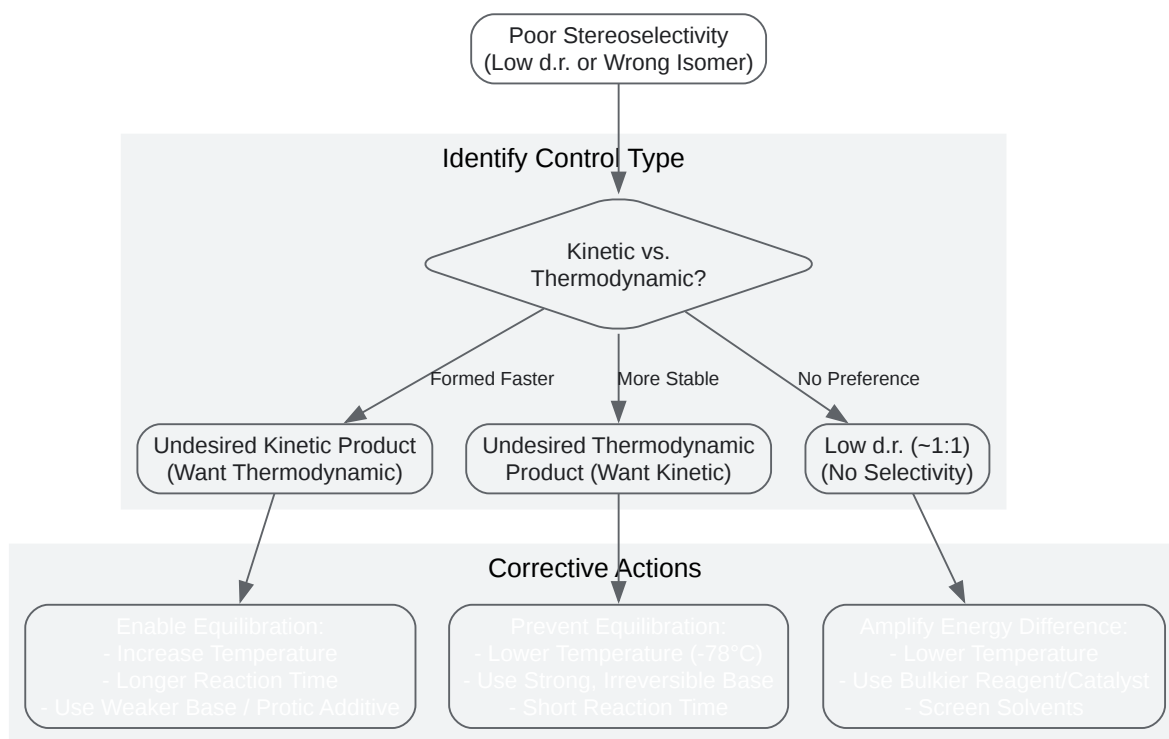 Poor Stereoselectivity
(Low d.r. or Wrong Isomer)
Identify Control Type
Kinetic vs.
Thermodynamic?
Formed Faster
More Stable
No Preference
Undesired Kinetic Product
(Want Thermodynamic)
Undesired Thermodynamic
Product (Want Kinetic)
Low d.r. (~1:1)
(No Selectivity)
Corrective Actions
Enable Equilibration:
- Increase Temperature
- Longer Reaction Time
- Use Weaker Base / Protic Additive
Prevent Equilibration:
- Lower Temperature (-78°C)
- Use Strong, Irreversible Base
- Short Reaction Time
Amplify Energy Difference:
- Lower Temperature
- Use Bulkier Reagent/Catalyst
- Screen Solvents